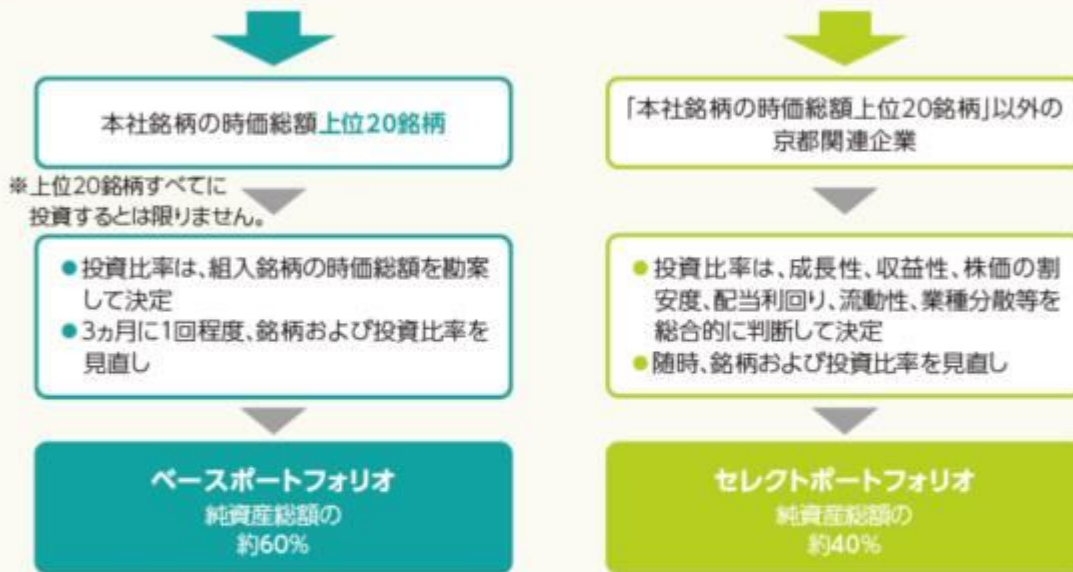 本社銘柄の時価総額上位20銘柄
※上位20銘柄すべてに
投資するとは限りません。
●投資比率は、組入銘柄の時価総額を勘案
して決定
●3ヵ月に1回程度、銘柄および投資比率を
見直し
ベースポートフォリオ
純資産総額の
約60%
「本社銘柄の時価総額上位20銘柄」以外の
京都関連企業
●投資比率は、成長性、収益性、株価の割
安度、配当利回り、流動性、業種分散等を
総合的に判断して決定
●随時、銘柄および投資比率を見直し
セレクトポートフォリオ
純資産総額の
約40%